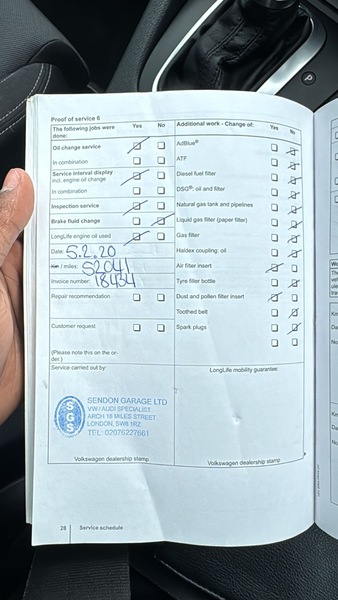 Proof of service 6
The following jobs were done: Yes No
Oil change service
In combination
Service interval display incl. engine oil change
In combination
Inspection service
Brake fluid change
LongLife engine oil used
Date: 5.2.20
Km / miles: 52041
Invoice number: 18434
Repair recommendation
Customer request
(Please note this on the or-
der.)
Additional work - Change of: Yes No
AdBlue®
ATF
Diesel fuel filter
DSG®: oil and filter
Natural gas tank and pipelines
Liquid gas filter (paper filter)
Gas filter
Haldex coupling: oil
Air filter insert
Tyre filler bottle
Dust and pollen filter insert
Toothed belt
Spark plugs
Service carried out by:
SGS
SENDON GARAGE LTD
VW/AUDI SPECIALIST
ARCH 16 MILES STREET
LONDON, SW8 1RZ
TEL: 02076227661
Volkswagen dealership stamp
LongLife mobility guarantee:
Volkswagen dealership stamp
28 Service schedule
P